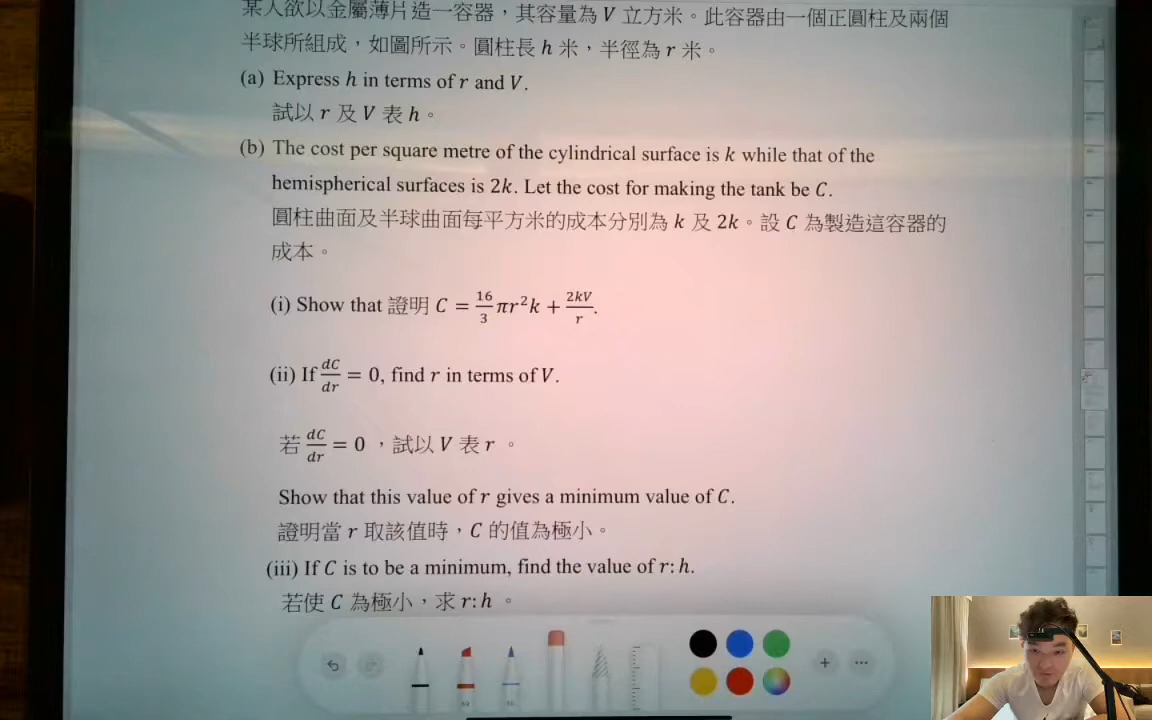 某人欲以金屬薄片造一容器，其容量為 V 立方米。此容器由一個正圓柱及兩個
半球所組成，如圖所示。圓柱長 h 米，半徑為 r 米。
(a) Express h in terms of r and V.
試以 r 及 V 表 h。
(b) The cost per square metre of the cylindrical surface is k while that of the
hemispherical surfaces is 2k. Let the cost for making the tank be C.
圓柱曲面及半球曲面每平方米的成本分別為 k 及 2k。設 C 為製造這容器的
成本。
(i) Show that 證明 C = 16/3 πr²k + 2kV/r.
(ii) If dC/dr = 0, find r in terms of V.
若 dC/dr = 0 ，試以 V 表 r 。
Show that this value of r gives a minimum value of C.
證明當 r 取該值時，C 的值為極小。
(iii) If C is to be a minimum, find the value of r: h.
若使 C 為極小，求 r: h 。